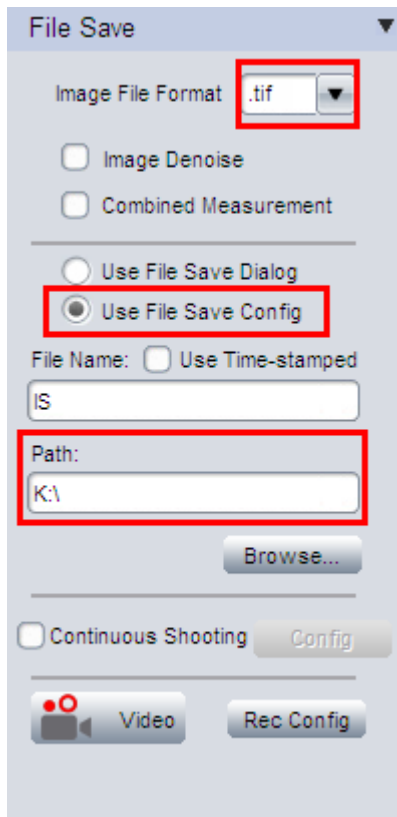 File Save
Image File Format .tif
Image Denoise
Combined Measurement
Use File Save Dialog
Use File Save Config
File Name: Use Time-stamped
IS
Path:
K:\
Browse...
Continuous Shooting Config
Video Rec Config